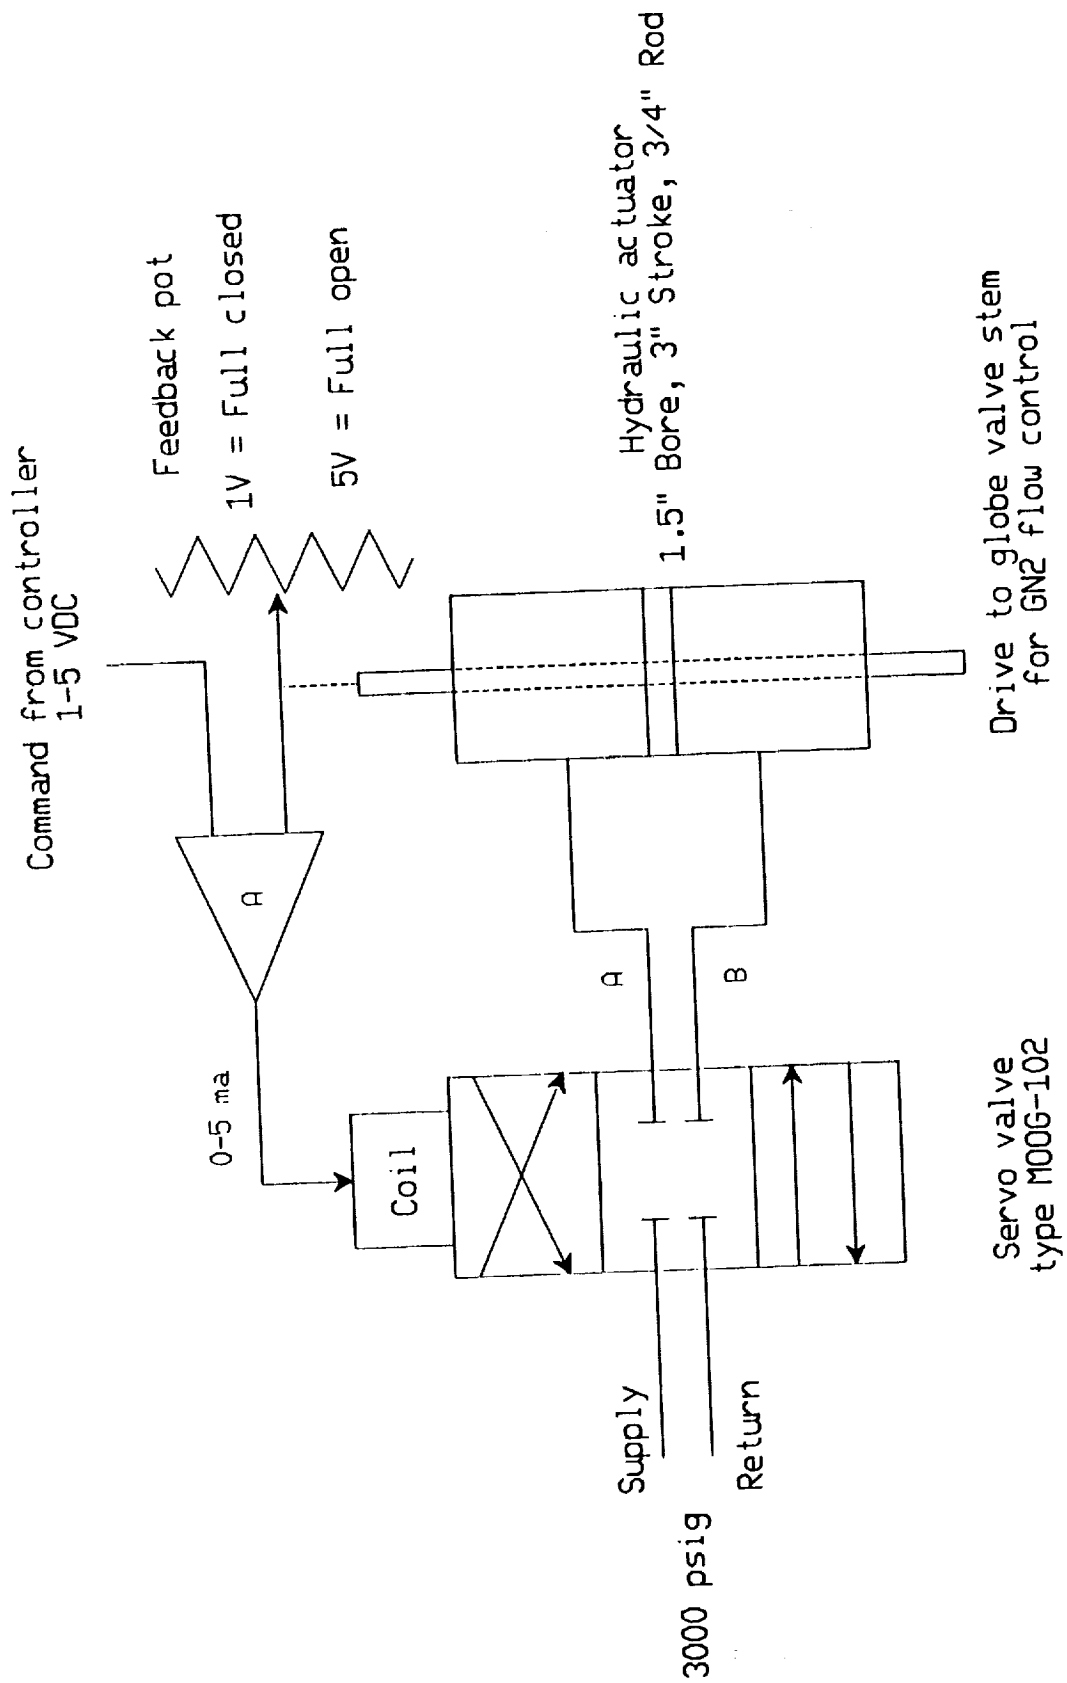 Command from controller
1-5 VDC
Feedback pot
1V = Full closed
5V = Full open
A
0-5 ma
Coil
A
B
Hydraulic actuator
1.5" Bore, 3" Stroke, 3/4" Rod
Supply
3000 psig
Return
Servo valve
type MOOG-102
Drive to globe valve stem
for GN2 flow control